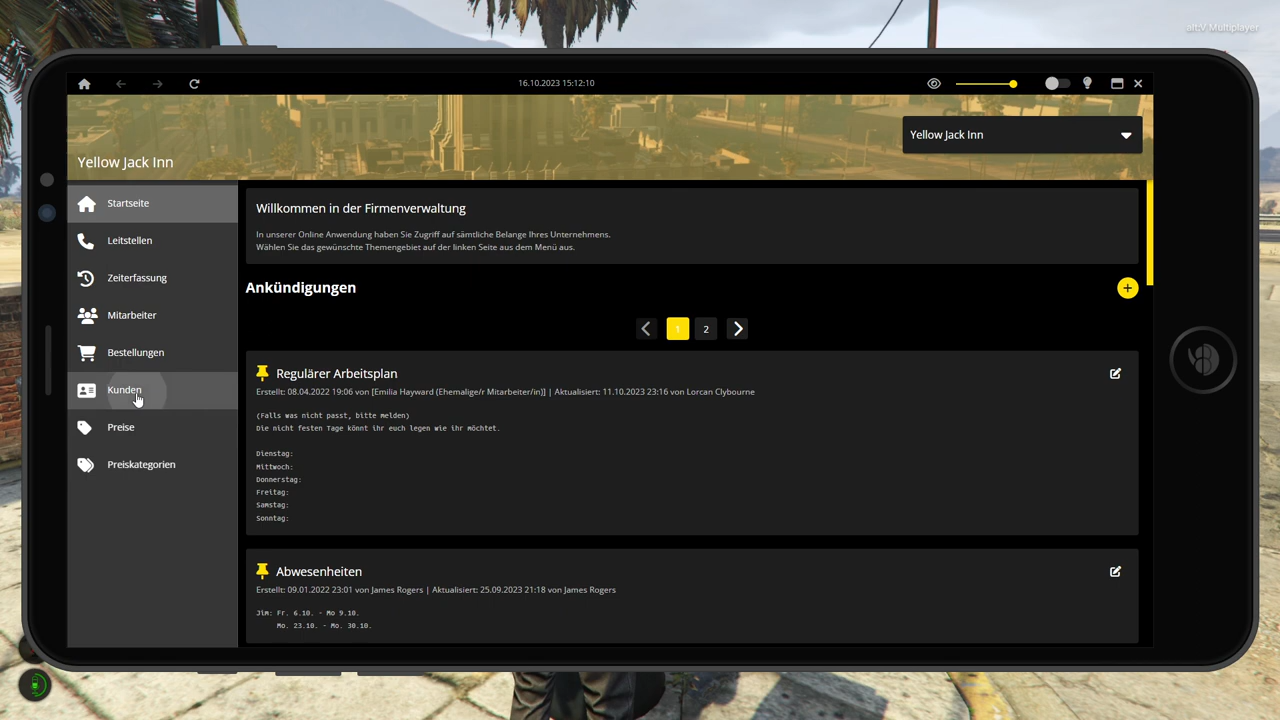 alt:V Multiplayer
16.10.2023 15:12:10
Yellow Jack Inn
Yellow Jack Inn
Startseite
Leitstellen
Zeiterfassung
Mitarbeiter
Bestellungen
Kunden
Preise
Preiskategorien
Willkommen in der Firmenverwaltung
In unserer Online Anwendung haben Sie Zugriff auf sämtliche Belange Ihres Unternehmens.
Wählen Sie das gewünschte Themengebiet auf der linken Seite aus dem Menü aus.
Ankündigungen
1 2
Regulärer Arbeitsplan
Erstellt: 08.04.2022 19:06 von [Emilia Hayward (Ehemalige/r Mitarbeiter/in)] | Aktualisiert: 11.10.2023 23:16 von Lorcan Clybourne
(Falls was nicht passt, bitte melden)
Die nicht festen Tage könnt ihr euch legen wie ihr möchtet.
Dienstag:
Mittwoch:
Donnerstag:
Freitag:
Samstag:
Sonntag:
Abwesenheiten
Erstellt: 09.01.2022 23:01 von James Rogers | Aktualisiert: 25.09.2023 21:18 von James Rogers
Jim: Fr. 6.10. - Mo 9.10.
Mo. 23.10. - Mo. 30.10.